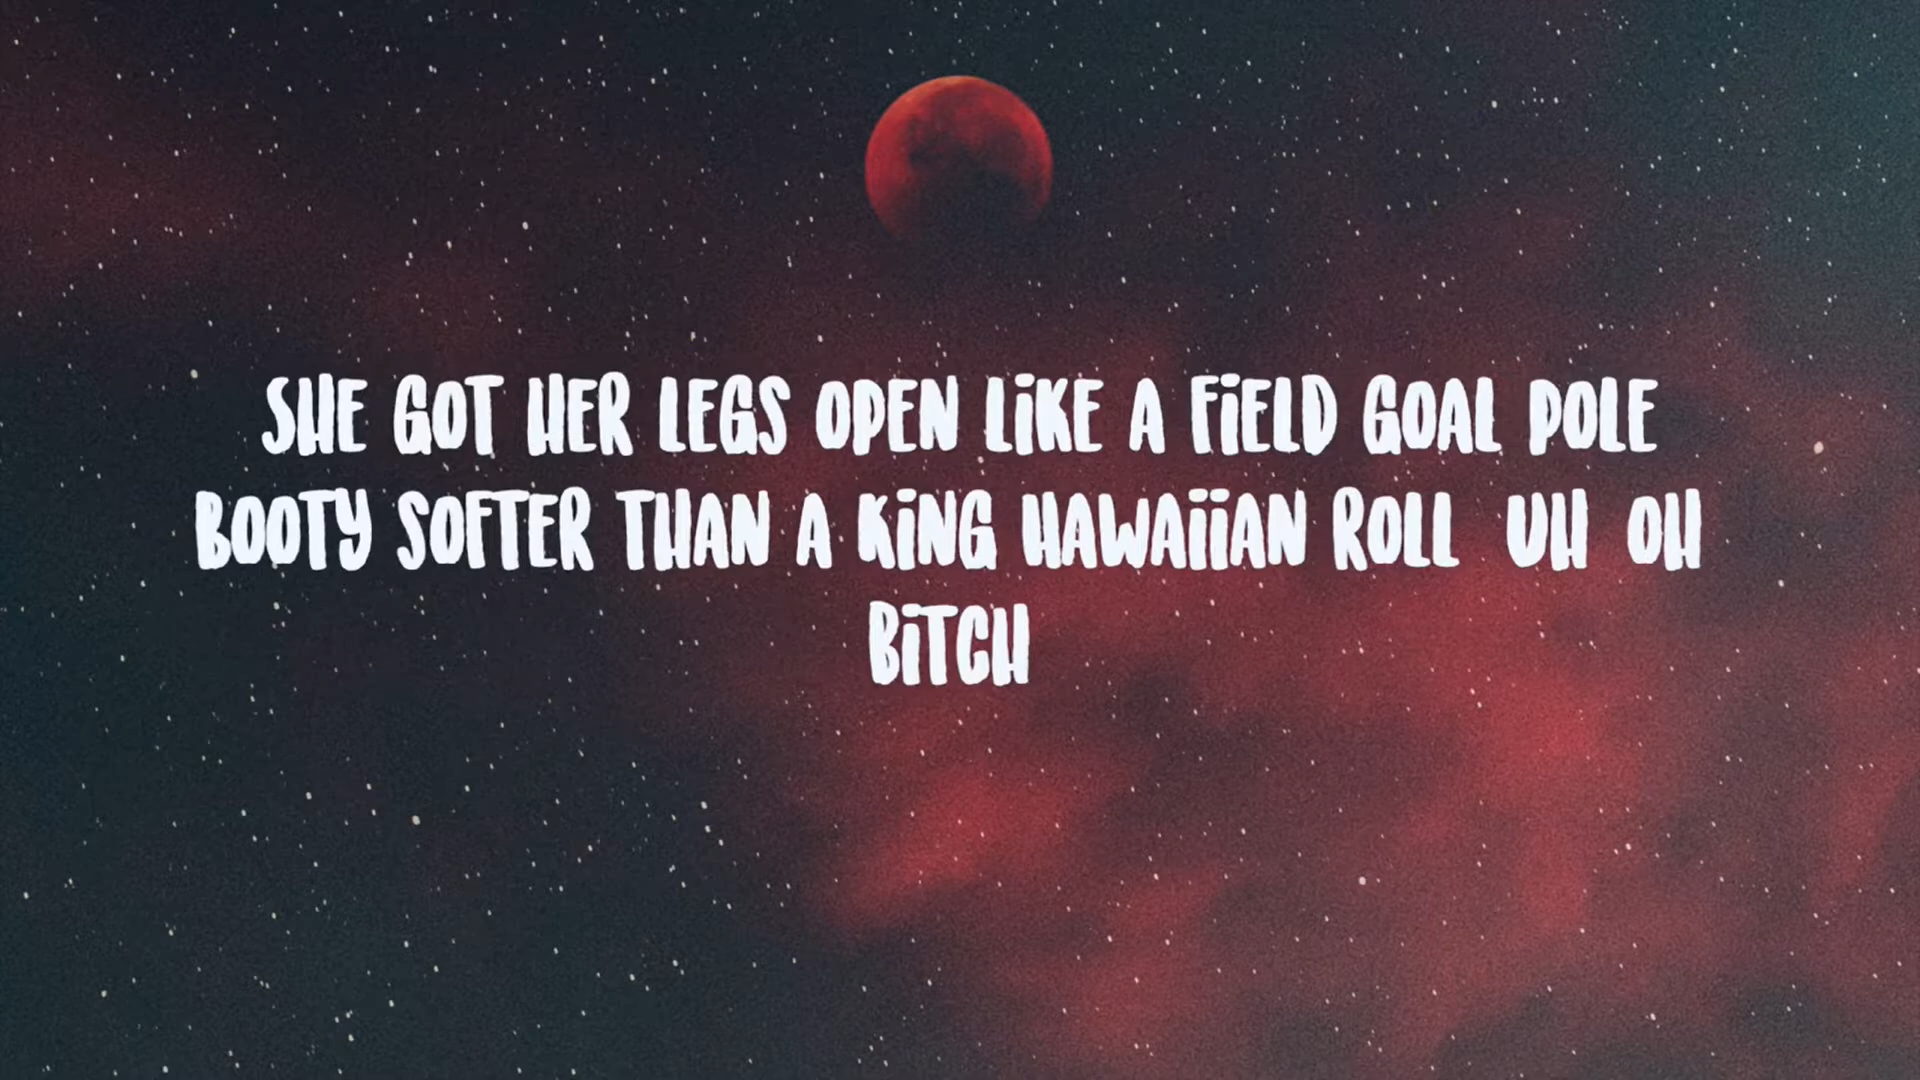 SHE GOT HER LEGS OPEN LiKE A FiELD GOAL POLE
BOOTY SOFTER THAN A KiNG HAWAiiAN ROLL UH OH
BiTCH